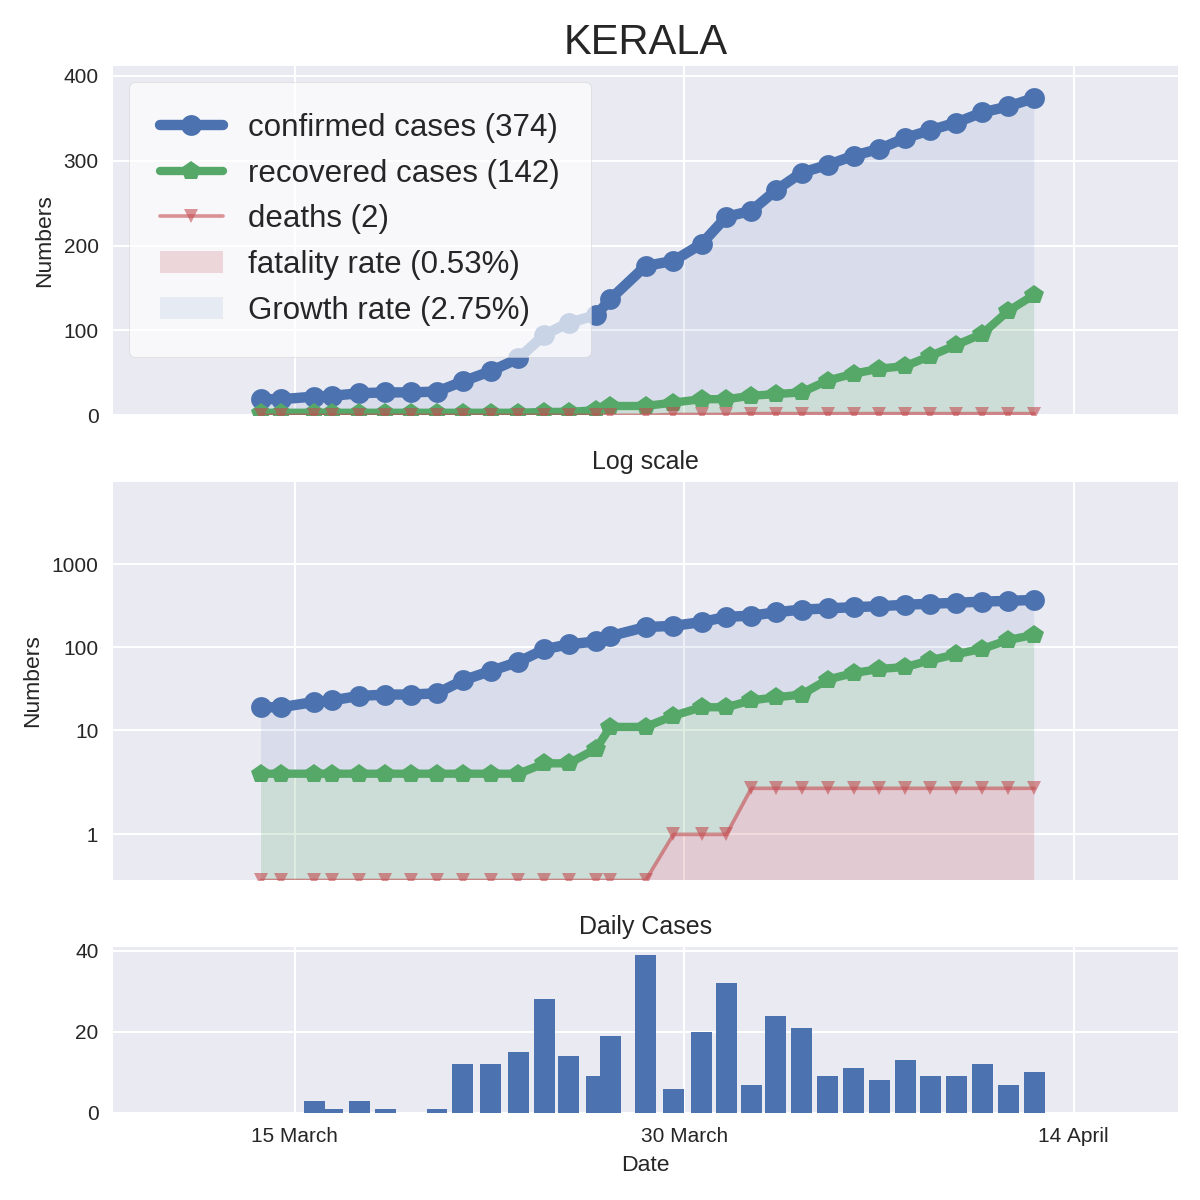 KERALA
400
300
200
100
0
Numbers
confirmed cases (374)
recovered cases (142)
deaths (2)
fatality rate (0.53%)
Growth rate (2.75%)
Log scale
1000
100
10
1
Numbers
Daily Cases
40
20
0
15 March
30 March
14 April
Date